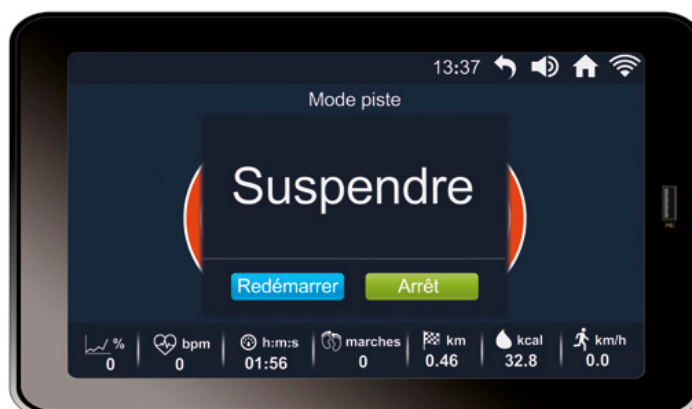 13:37
Mode piste
Suspendre
Redémarrer Arrêt
% bpm h:m:s marches km kcal km/h
0 0 01:56 0 0.46 32.8 0.0